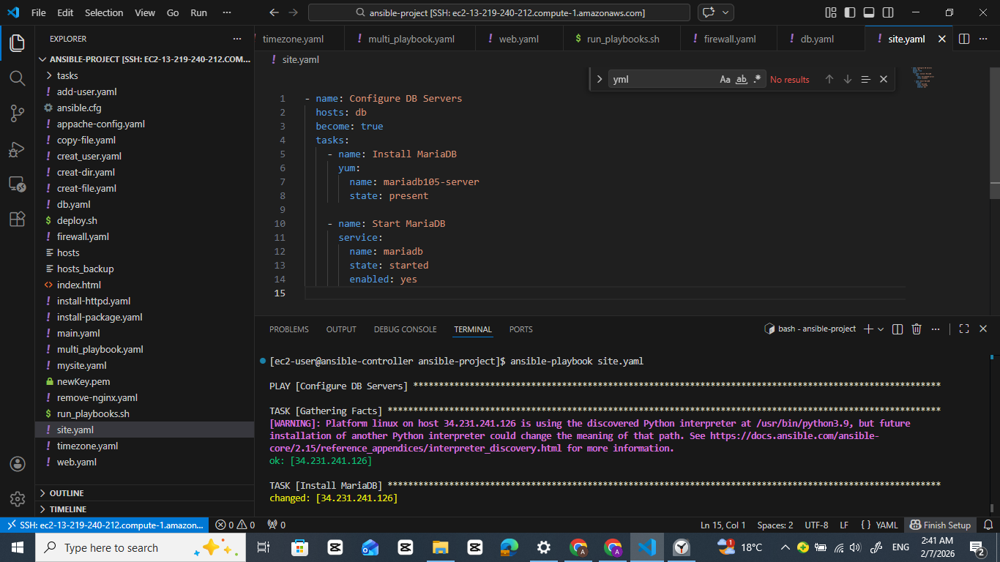 File Edit Selection View Go Run ···
ansible-project [SSH: ec2-13-219-240-212.compute-1.amazonaws.com]
EXPLORER ···
timezone.yaml ! multi_playbook.yaml ! web.yaml $ run_playbooks.sh ! firewall.yaml ! db.yaml ! site.yaml ···
ANSIBLE-PROJECT [SSH: EC2-13-219-240-212.COM...
tasks
! add-user.yaml
ansible.cfg
! appache-config.yaml
! copy-file.yaml
! creat_user.yaml
! creat-dir.yaml
! creat-file.yaml
! db.yaml
$ deploy.sh
! firewall.yaml
hosts
hosts_backup
<> index.html
! install-httpd.yaml
! install-package.yaml
! main.yaml
! multi_playbook.yaml
! mysite.yaml
newKey.pem
! remove-nginx.yaml
$ run_playbooks.sh
! site.yaml
! timezone.yaml
! web.yaml
OUTLINE
TIMELINE
! site.yaml
yml Aa ab .* No results
1 - name: Configure DB Servers
2 hosts: db
3 become: true
4 tasks:
5 - name: Install MariaDB
6 yum:
7 name: mariadb105-server
8 state: present
9
10 - name: Start MariaDB
11 service:
12 name: mariadb
13 state: started
14 enabled: yes
15
PROBLEMS OUTPUT DEBUG CONSOLE TERMINAL PORTS bash - ansible-project ···
[ec2-user@ansible-controller ansible-project]$ ansible-playbook site.yaml
PLAY [Configure DB Servers] *******************************************************************************************
TASK [Gathering Facts] ************************************************************************************************
[WARNING]: Platform linux on host 34.231.241.126 is using the discovered Python interpreter at /usr/bin/python3.9, but future
installation of another Python interpreter could change the meaning of that path. See https://docs.ansible.com/ansible-
core/2.15/reference_appendices/interpreter_discovery.html for more information.
ok: [34.231.241.126]
TASK [Install MariaDB] ************************************************************************************************
changed: [34.231.241.126]
SSH: ec2-13-219-240-212.compute-1.amazon... 0 0 0 Ln 15, Col 1 Spaces: 2 UTF-8 LF { } YAML Finish Setup
Type here to search 1 18°C ENG 2:41 AM
2/7/2026 2